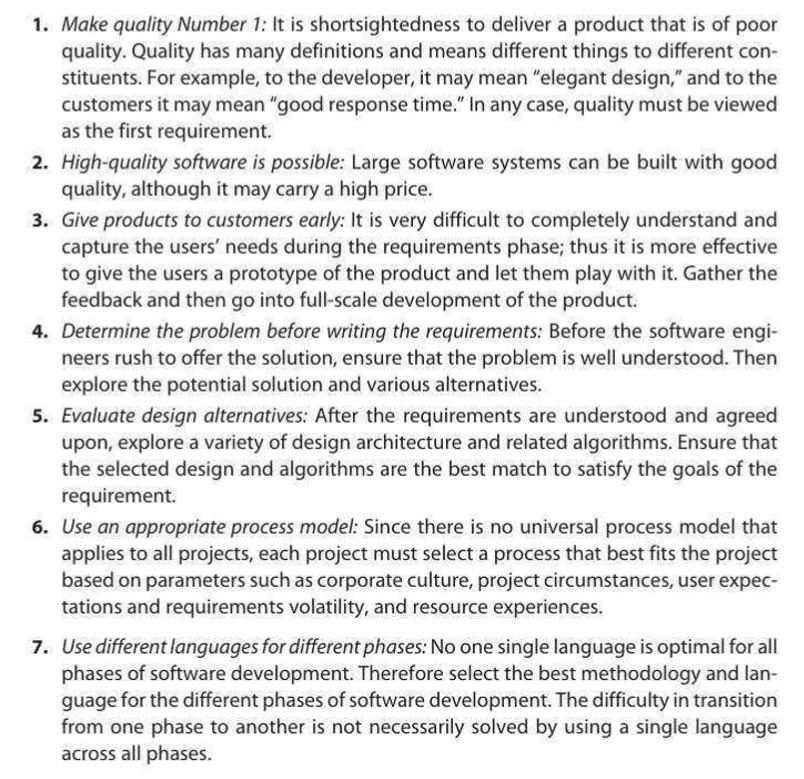 1. Make quality Number 1: It is shortsightedness to deliver a product that is of poor
quality. Quality has many definitions and means different things to different con-
stituents. For example, to the developer, it may mean “elegant design,” and to the
customers it may mean “good response time.” In any case, quality must be viewed
as the first requirement.
2. High-quality software is possible: Large software systems can be built with good
quality, although it may carry a high price.
3. Give products to customers early: It is very difficult to completely understand and
capture the users’ needs during the requirements phase; thus it is more effective
to give the users a prototype of the product and let them play with it. Gather the
feedback and then go into full-scale development of the product.
4. Determine the problem before writing the requirements: Before the software engi-
neers rush to offer the solution, ensure that the problem is well understood. Then
explore the potential solution and various alternatives.
5. Evaluate design alternatives: After the requirements are understood and agreed
upon, explore a variety of design architecture and related algorithms. Ensure that
the selected design and algorithms are the best match to satisfy the goals of the
requirement.
6. Use an appropriate process model: Since there is no universal process model that
applies to all projects, each project must select a process that best fits the project
based on parameters such as corporate culture, project circumstances, user expec-
tations and requirements volatility, and resource experiences.
7. Use different languages for different phases: No one single language is optimal for all
phases of software development. Therefore select the best methodology and lan-
guage for the different phases of software development. The difficulty in transition
from one phase to another is not necessarily solved by using a single language
across all phases.